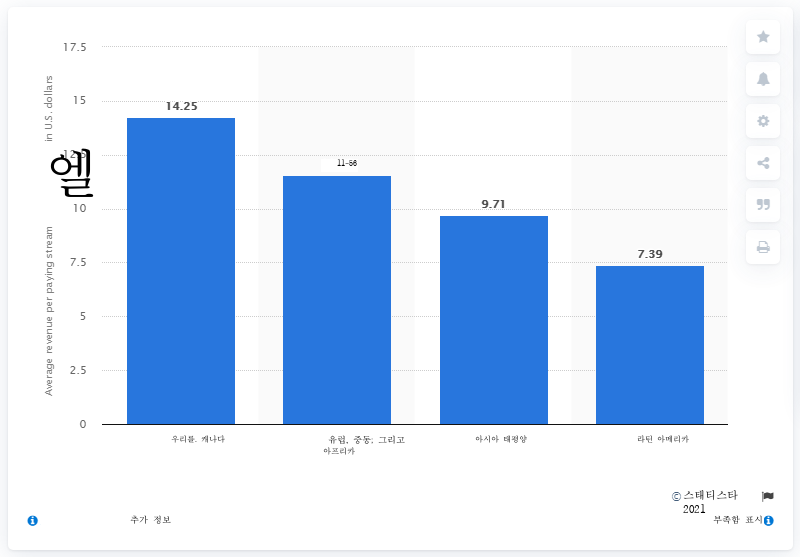 17.5
in U.S. dollars
15
14.25
엘
11-56
10
9.71
7.5
7.39
Average revenue per paying stream
5
2.5
0
우리를. 캐나다
유럽, 중동; 그리고
아프리카
아시아 태평양
라틴 아메리카
©스태티스타
2021
추가 정보
부족함 표시